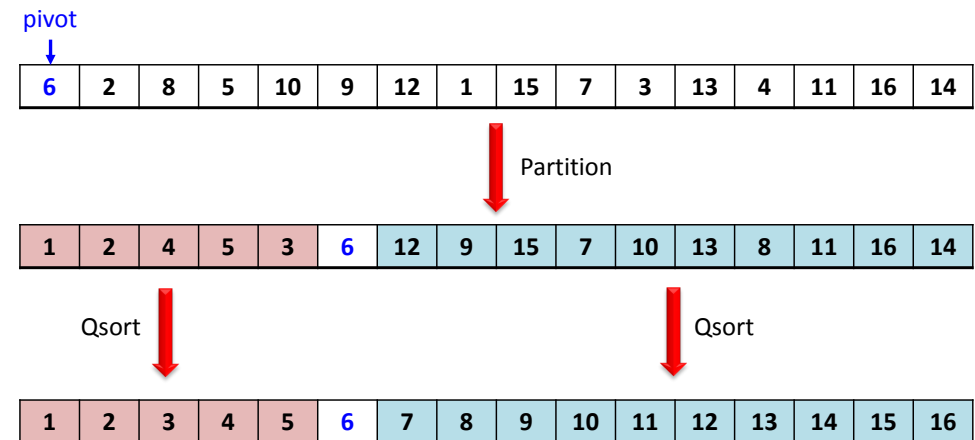 pivot
6 2 8 5 10 9 12 1 15 7 3 13 4 11 16 14
Partition
1 2 4 5 3 6 12 9 15 7 10 13 8 11 16 14
Qsort Qsort
1 2 3 4 5 6 7 8 9 10 11 12 13 14 15 16